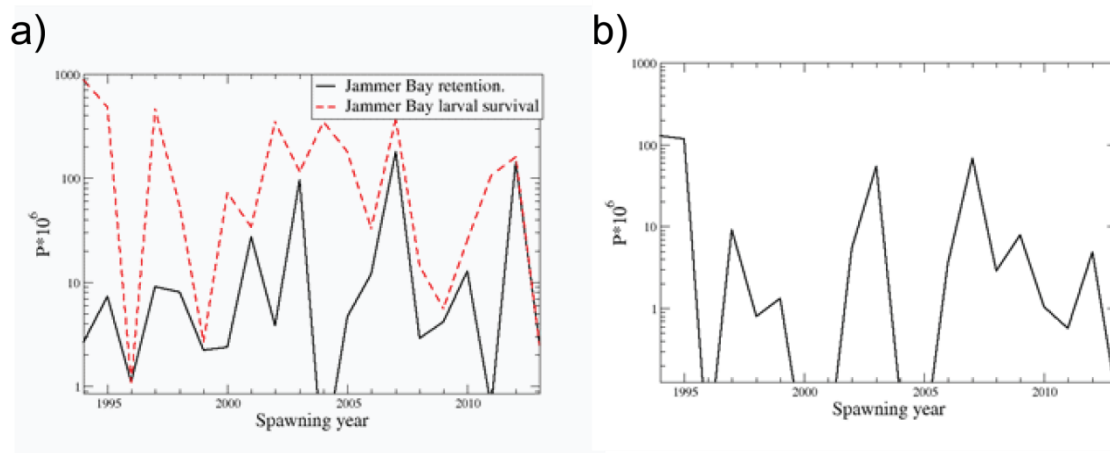 a)
1000
100
10
1
P*10^6
Jammer Bay retention.
Jammer Bay larval survival
1995
2000
2005
2010
Spawning year
b)
1000
100
10
1
P*10^6
1995
2000
2005
2010
Spawning year